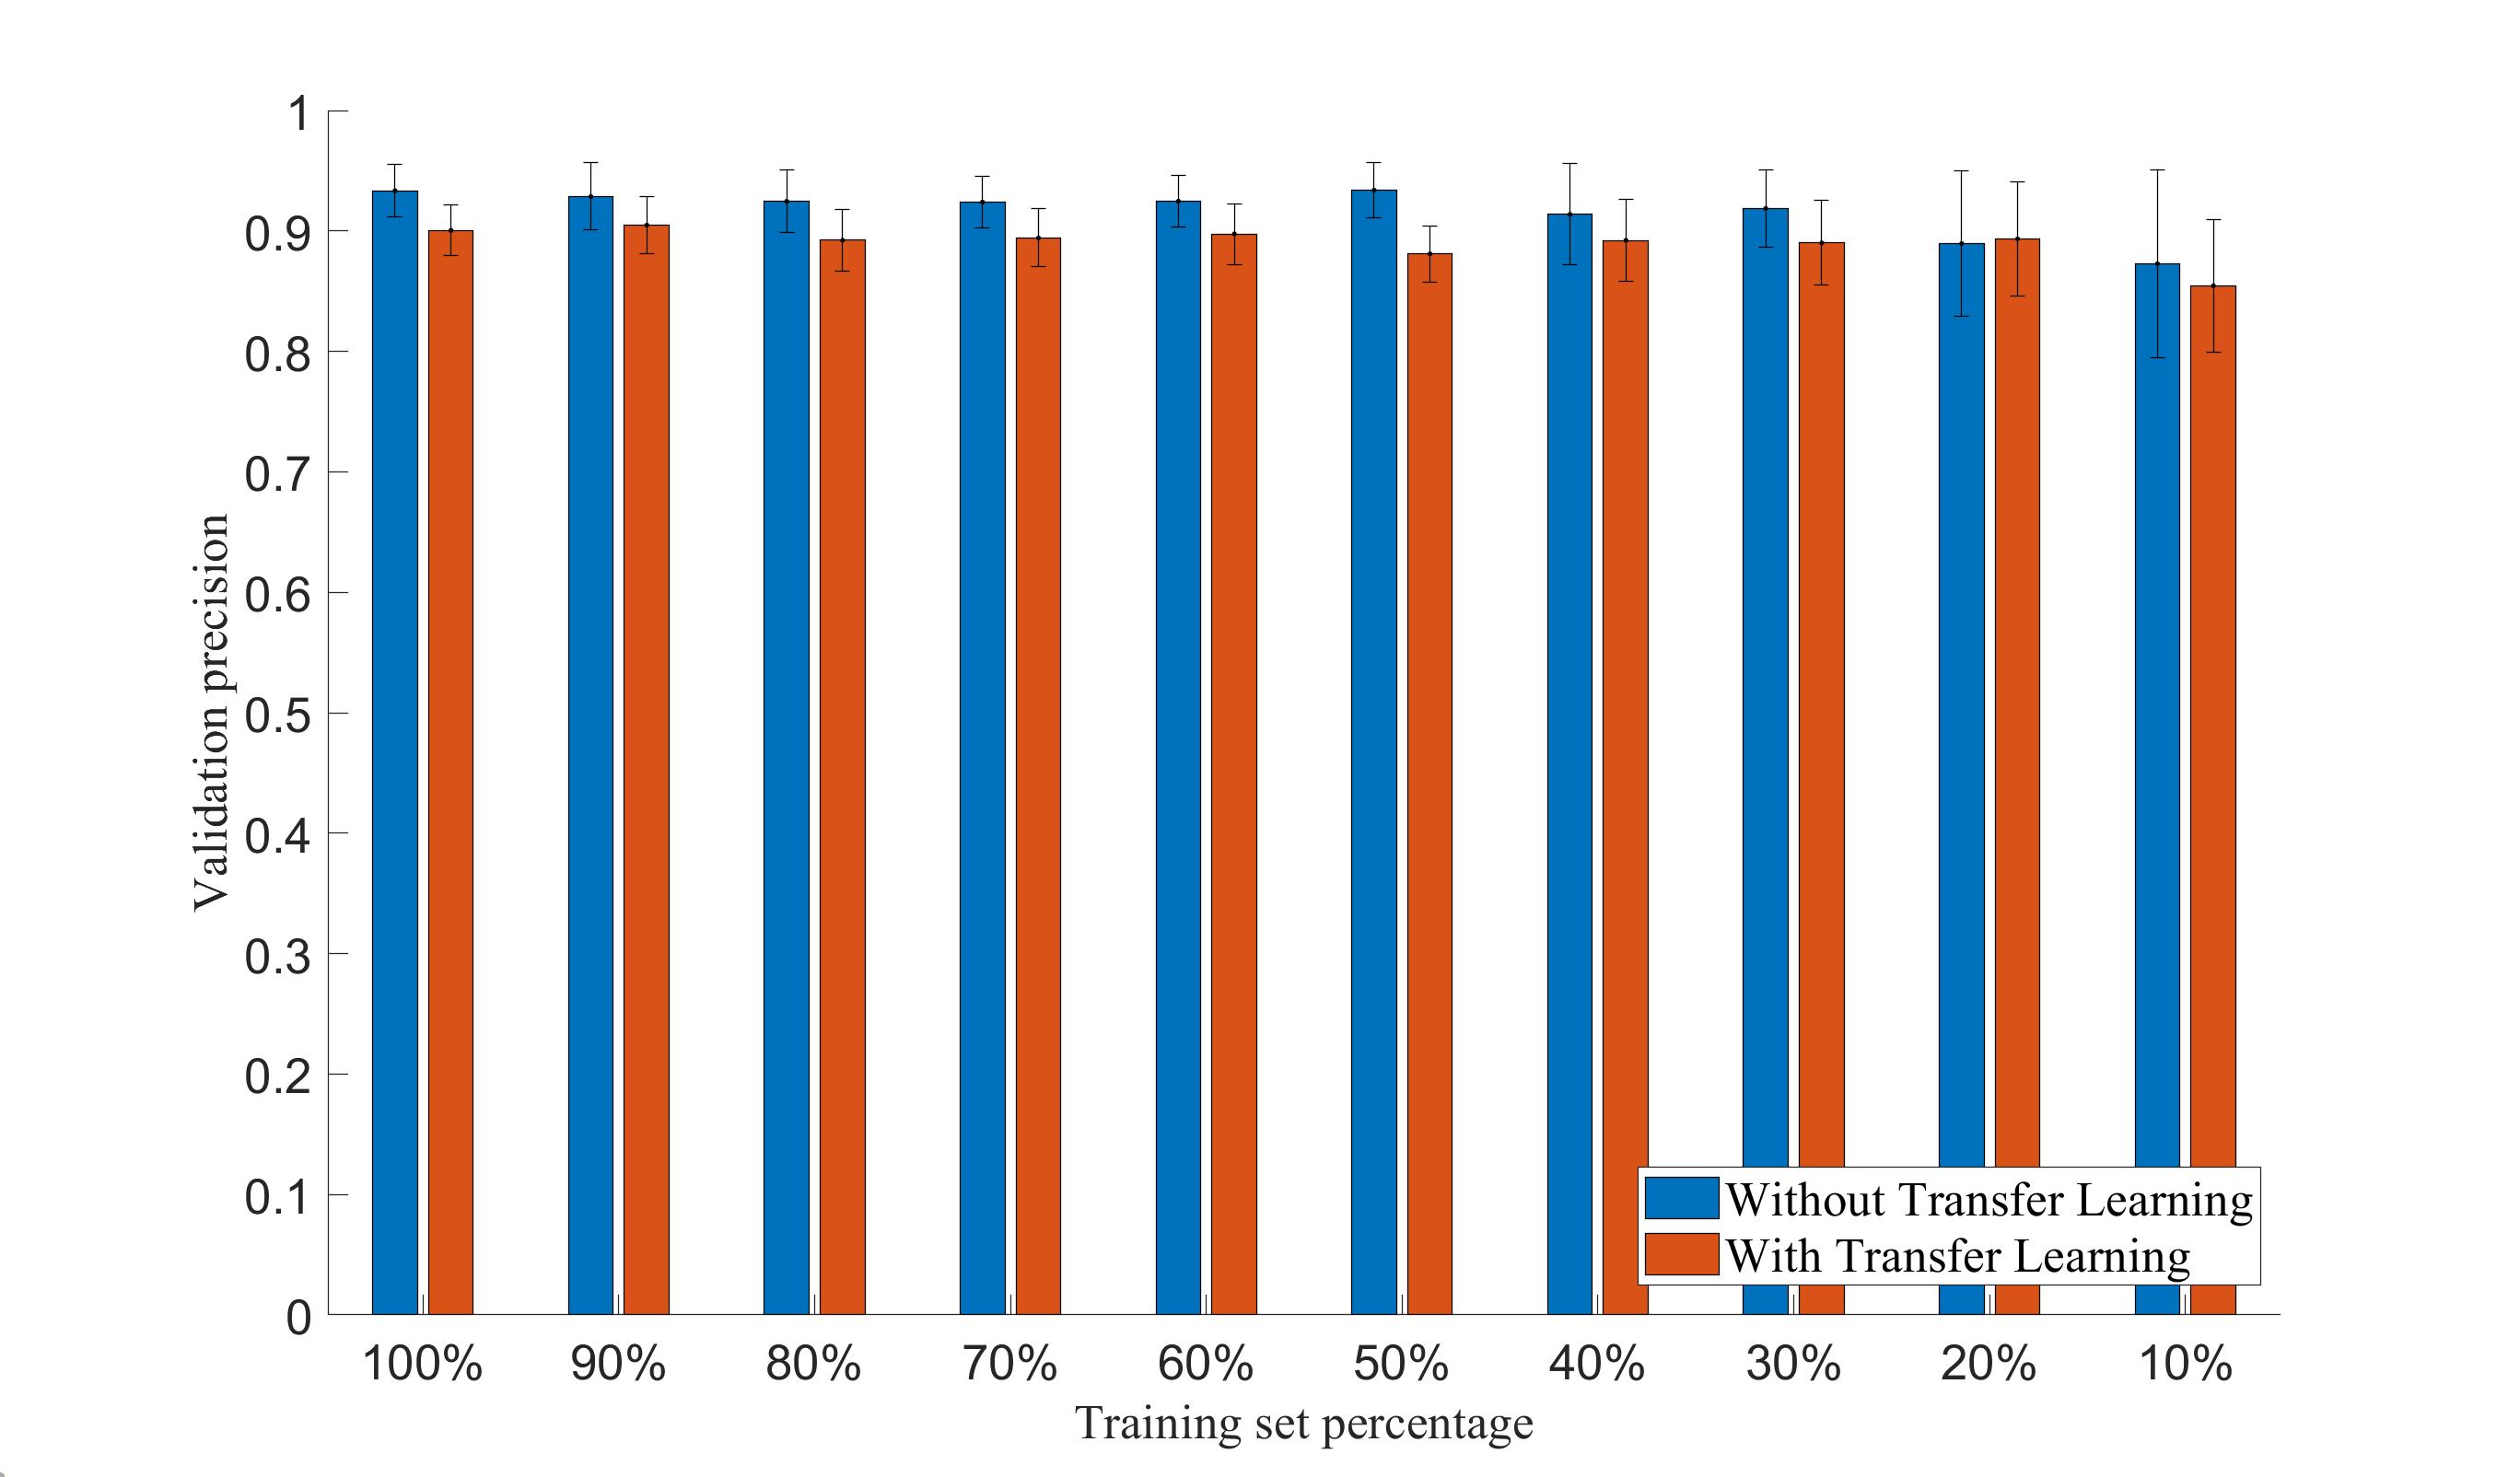 1
0.9
0.8
0.7
0.6
0.5
0.4
0.3
0.2
0.1
0
Validation precision
Without Transfer Learning
With Transfer Learning
100% 90% 80% 70% 60% 50% 40% 30% 20% 10%
Training set percentage